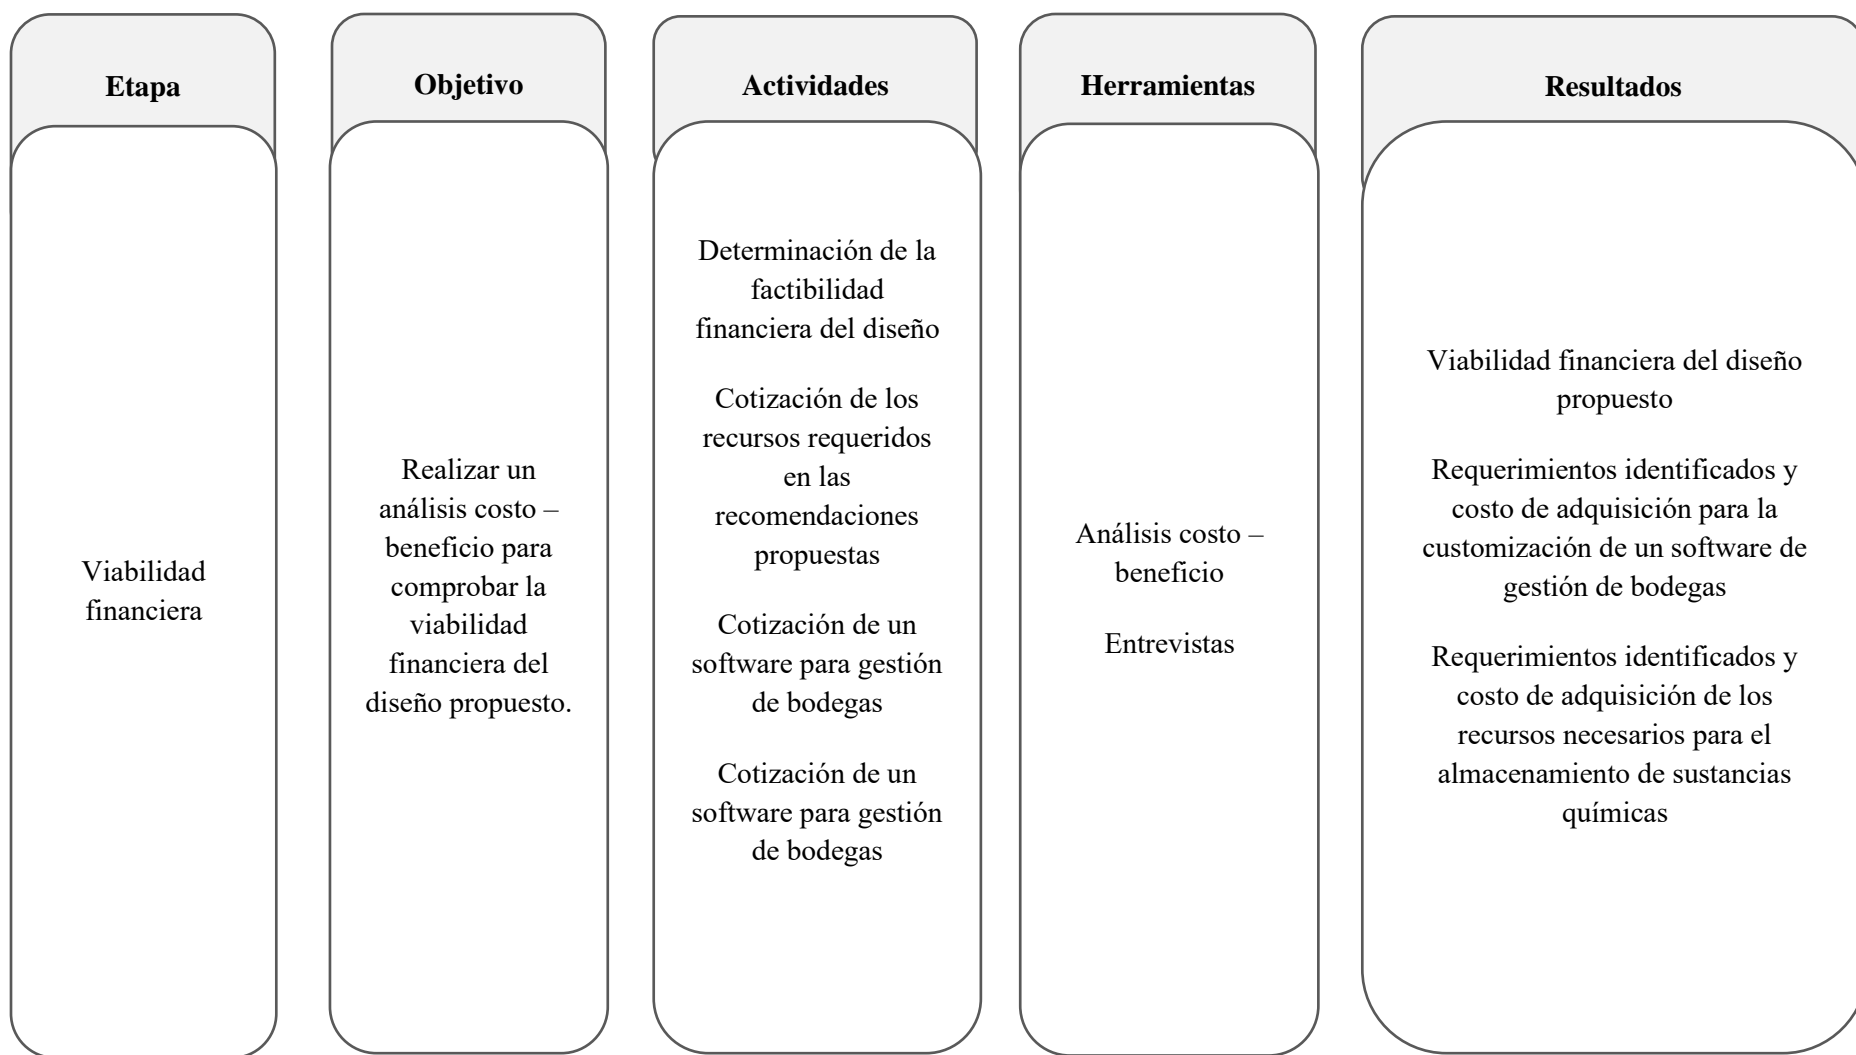 Etapa
Viabilidad
financiera
Objetivo
Realizar un
análisis costo –
beneficio para
comprobar la
viabilidad
financiera del
diseño propuesto.
Actividades
Determinación de la
factibilidad
financiera del diseño
Cotización de los
recursos requeridos
en las
recomendaciones
propuestas
Cotización de un
software para gestión
de bodegas
Cotización de un
software para gestión
de bodegas
Herramientas
Análisis costo –
beneficio
Entrevistas
Resultados
Viabilidad financiera del diseño
propuesto
Requerimientos identificados y
costo de adquisición para la
customización de un software de
gestión de bodegas
Requerimientos identificados y
costo de adquisición de los
recursos necesarios para el
almacenamiento de sustancias
químicas